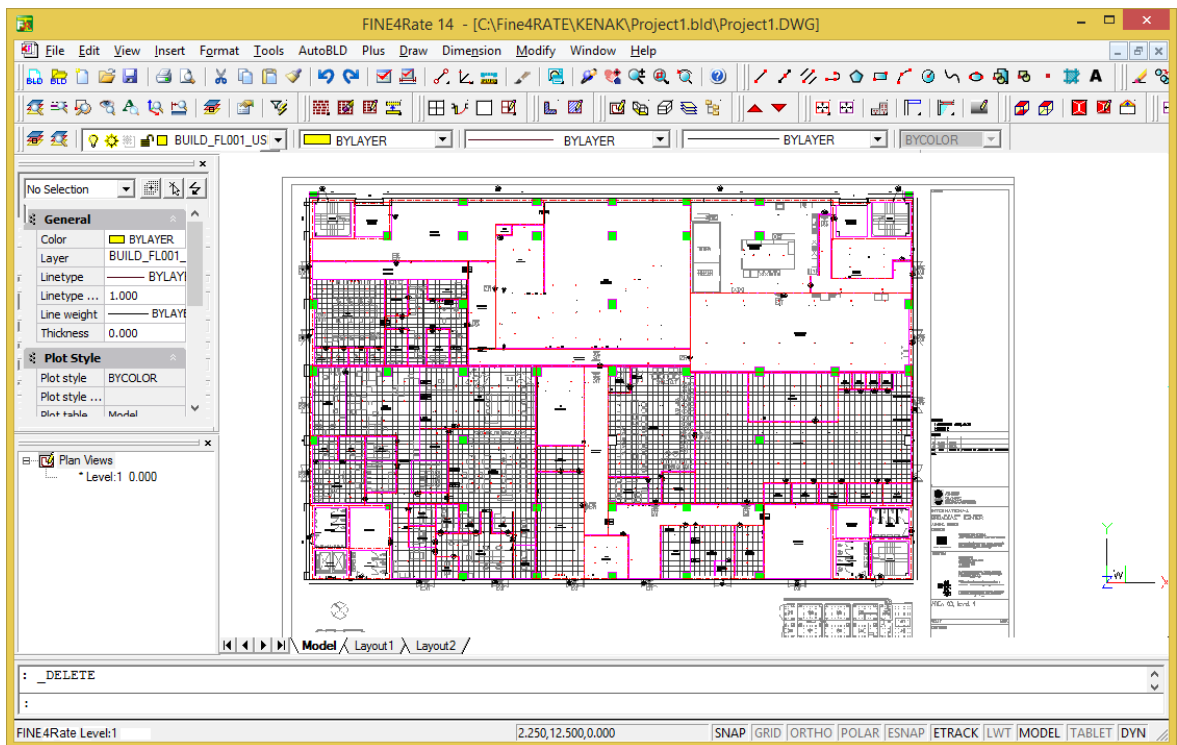 FINE4Rate 14 - [C:\Fine4RATE\KENAK\Project1.bld\Project1.DWG]
File Edit View Insert Format Tools AutoBLD Plus Draw Dimension Modify Window Help
BLD BLD
BUILD_FL001_US BYLAYER BYLAYER BYLAYER BYCOLOR
No Selection
General
Color BYLAYER
Layer BUILD_FL001_
Linetype BYLAYI
Linetype ... 1.000
Line weight BYLAYE
Thickness 0.000
Plot Style
Plot style BYCOLOR
Plot style ...
Plot table Model
Plan Views
* Level:1 0.000
Y
W
X
Z
Model Layout1 Layout2
: _DELETE
:
FINE4Rate Level:1 2.250,12.500,0.000 SNAP GRID ORTHO POLAR ESNAP ETRACK LWT MODEL TABLET DYN